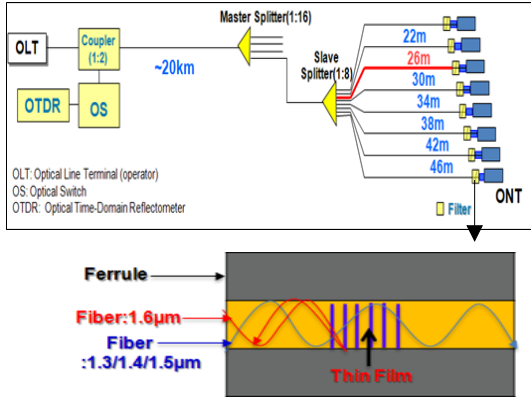 Master Splitter(1:16)
OLT
Coupler
(1:2)
~20km
Slave
Splitter(1:8)
22m
26m
30m
34m
38m
42m
46m
OTDR
OS
OLT: Optical Line Terminal (operator)
OS: Optical Switch
OTDR: Optical Time-Domain Reflectometer
Filter
ONT
Ferrule
Fiber:1.6μm
Fiber
:1.3/1.4/1.5μm
Thin Film